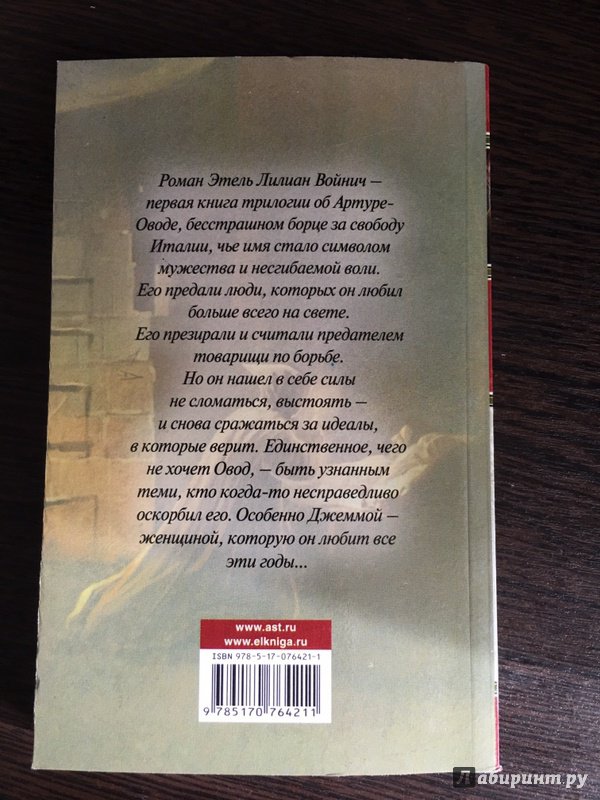 Роман Этель Лилиан Войнич –
первая книга трилогии об Артуре-
Оводе, бесстрашном борце за свободу
Италии, чье имя стало символом
мужества и несгибаемой воли.
Его предали люди, которых он любил
больше всего на свете.
Его презирали и считали предателем
товарищи по борьбе.
Но он нашел в себе силы
не сломаться, выстоять –
и снова сражаться за идеалы,
в которые верит. Единственное, чего
не хочет Овод, – быть узнанным
теми, кто когда-то несправедливо
оскорбил его. Особенно Джеммой –
женщиной, которую он любит все
эти годы...
www.ast.ru
www.elkniga.ru
ISBN 978-5-17-076421-1
9 785170 764211
Лабиринт.ру